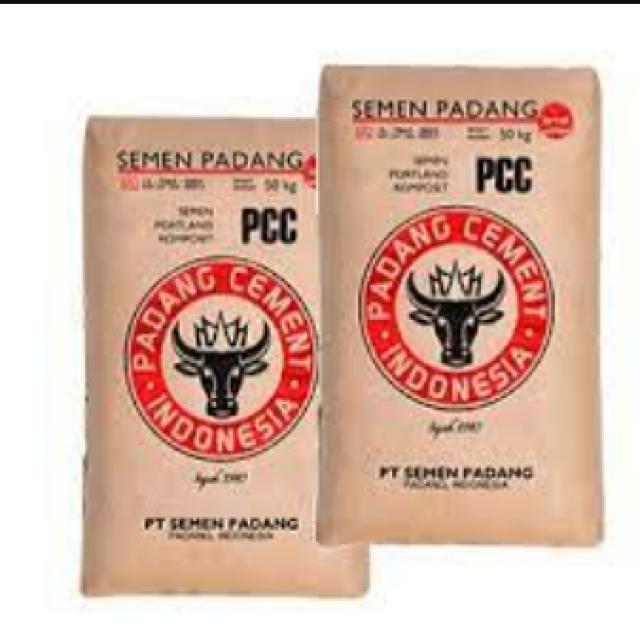 SEMEN PADANG
50 kg
SEMEN
PORTLAND
KOMPOSIT
PCC
PADANG CEMENT
INDONESIA
PT SEMEN PADANG
PADANG, INDONESIA
SEMEN PADANG
50 kg
SEMEN
PORTLAND
KOMPOSIT
PCC
PADANG CEMENT
INDONESIA
PT SEMEN PADANG
PADANG, INDONESIA